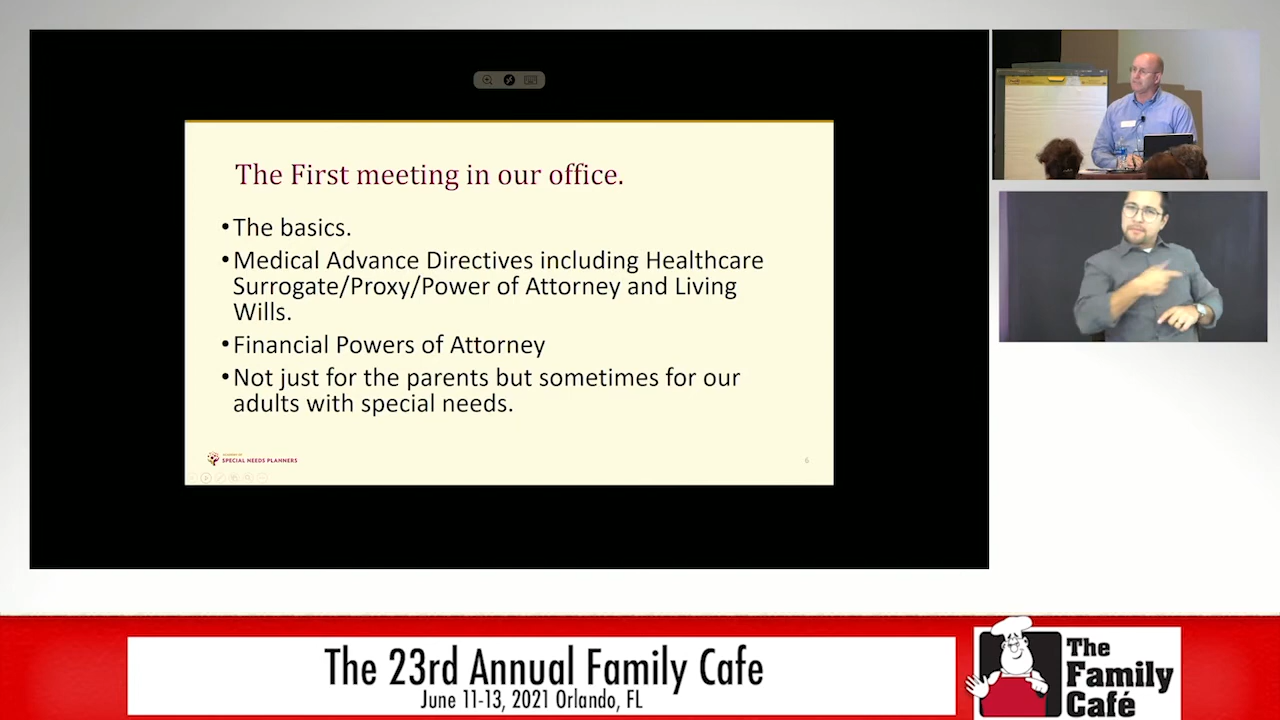 The First meeting in our office.
•The basics.
•Medical Advance Directives including Healthcare
Surrogate/Proxy/Power of Attorney and Living
Wills.
•Financial Powers of Attorney
•Not just for the parents but sometimes for our
adults with special needs.
SPECIAL NEEDS PLANNERS
6
The 23rd Annual Family Cafe
June 11-13, 2021 Orlando, FL
The
Family
Café